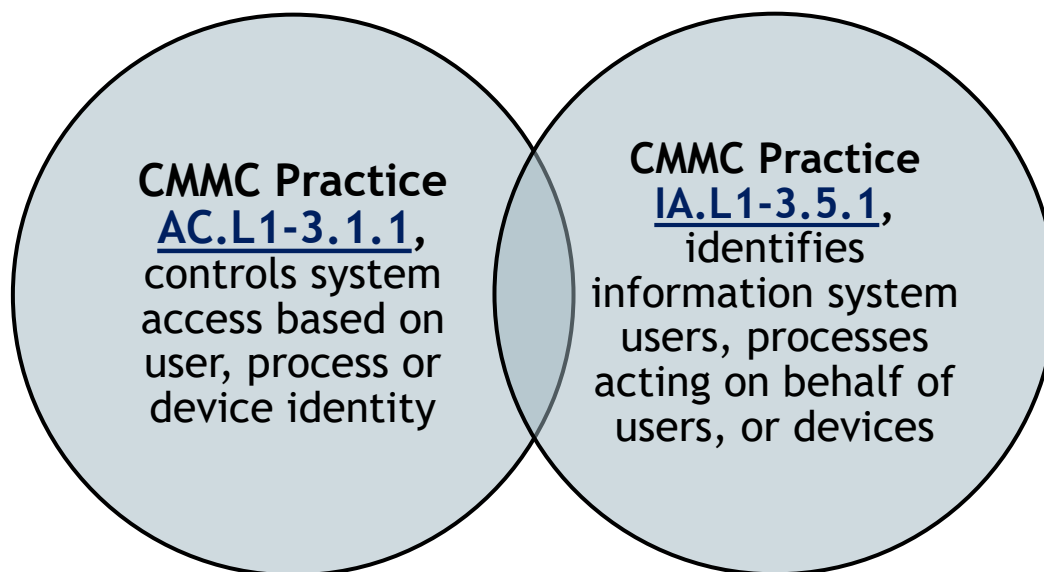 CMMC Practice
AC.L1-3.1.1,
controls system
access based on
user, process or
device identity
CMMC Practice
IA.L1-3.5.1,
identifies
information system
users, processes
acting on behalf of
users, or devices